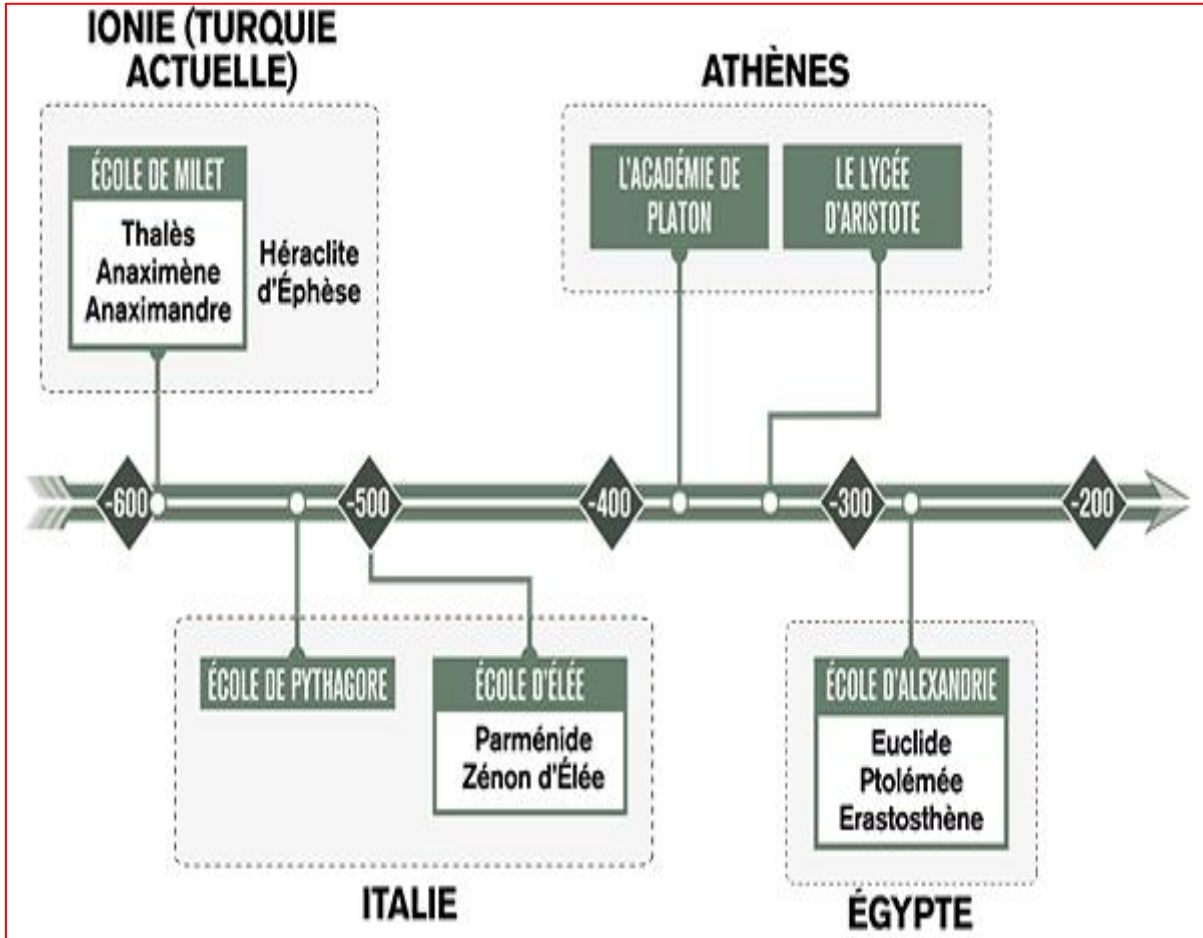 IONIE (TURQUIE
ACTUELLE)
ÉCOLE DE MILET
Thalès
Anaximène
Anaximandre
Héraclite
d'Éphèse
ATHÈNES
L'ACADÉMIE DE
PLATON
LE LYCÉE
D'ARISTOTE
-600
-500
-400
-300
-200
ÉCOLE DE PYTHAGORE
ÉCOLE D'ÉLÉE
Parménide
Zénon d'Élée
ITALIE
ÉCOLE D'ALEXANDRIE
Euclide
Ptolémée
Erastosthène
ÉGYPTE